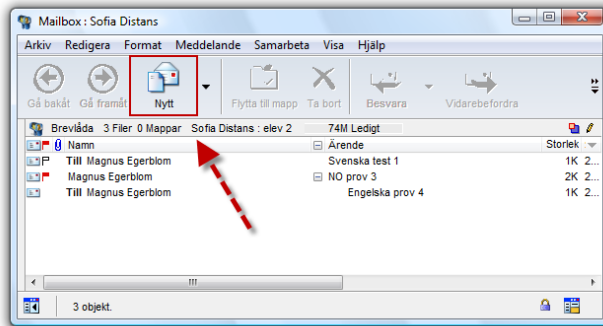 Mailbox : Sofia Distans
Arkiv Redigera Format Meddelande Samarbeta Visa Hjälp
Gå bakåt Gå framåt Nytt Flytta till mapp Ta bort Besvara Vidarebefordra
Brevlåda 3 Filer 0 Mappar Sofia Distans : elev 2 74M Ledigt
Namn Ärende Storlek
Till Magnus Egerblom Svenska test 1 1K 2...
Magnus Egerblom NO prov 3 2K 2...
Till Magnus Egerblom Engelska prov 4 1K 2...
3 objekt.